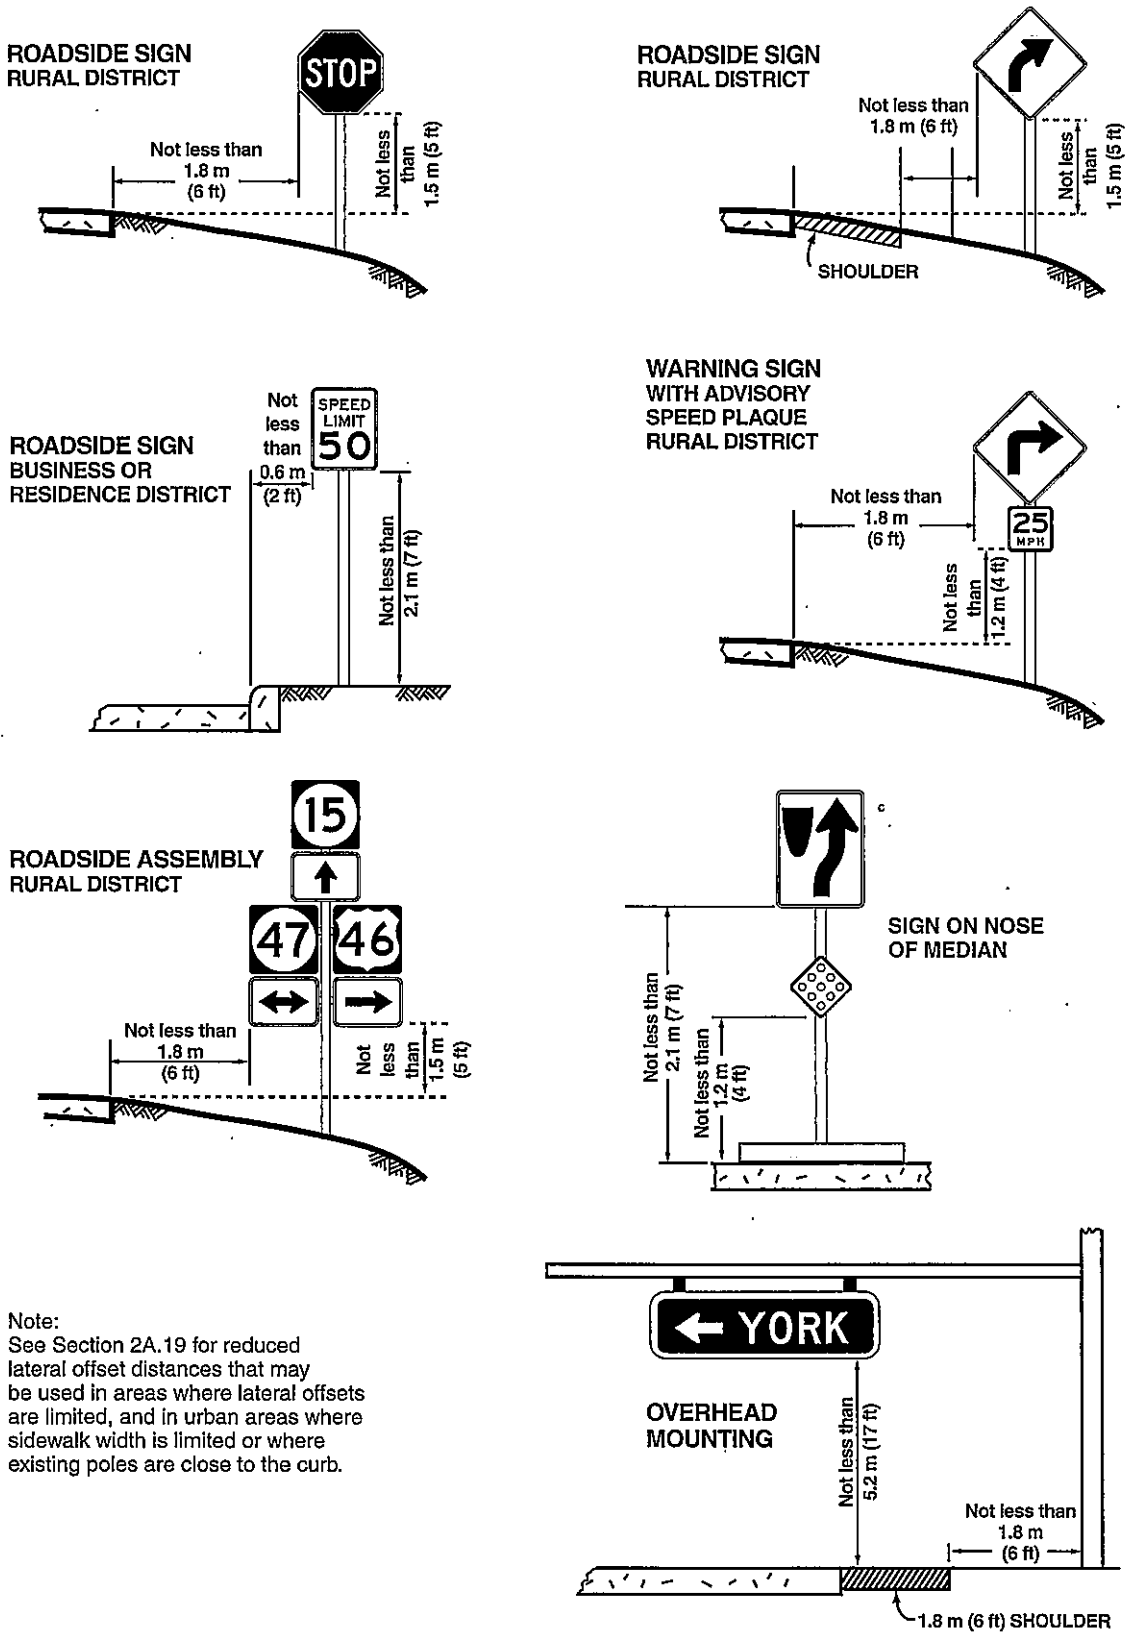 ROADSIDE SIGN
RURAL DISTRICT
STOP
Not less than
1.8 m
(6 ft)
Not less
than
1.5 m (5 ft)
ROADSIDE SIGN
RURAL DISTRICT
Not less than
1.8 m (6 ft)
Not less
than
1.5 m (5 ft)
SHOULDER
ROADSIDE SIGN
BUSINESS OR
RESIDENCE DISTRICT
Not
less
than
0.6 m
(2 ft)
SPEED
LIMIT
50
Not less than
2.1 m (7 ft)
WARNING SIGN
WITH ADVISORY
SPEED PLAQUE
RURAL DISTRICT
Not less than
1.8 m
(6 ft)
25
MPH
Not less
than
1.2 m (4 ft)
ROADSIDE ASSEMBLY
RURAL DISTRICT
15
47 46
Not less than
1.8 m
(6 ft)
Not
less
than
1.5 m
(5 ft)
c
SIGN ON NOSE
OF MEDIAN
Not less than
2.1 m (7 ft)
Not less than
1.2 m
(4 ft)
Note:
See Section 2A.19 for reduced
lateral offset distances that may
be used in areas where lateral offsets
are limited, and in urban areas where
sidewalk width is limited or where
existing poles are close to the curb.
YORK
OVERHEAD
MOUNTING
Not less than
5.2 m (17 ft)
Not less than
1.8 m
(6 ft)
1.8 m (6 ft) SHOULDER